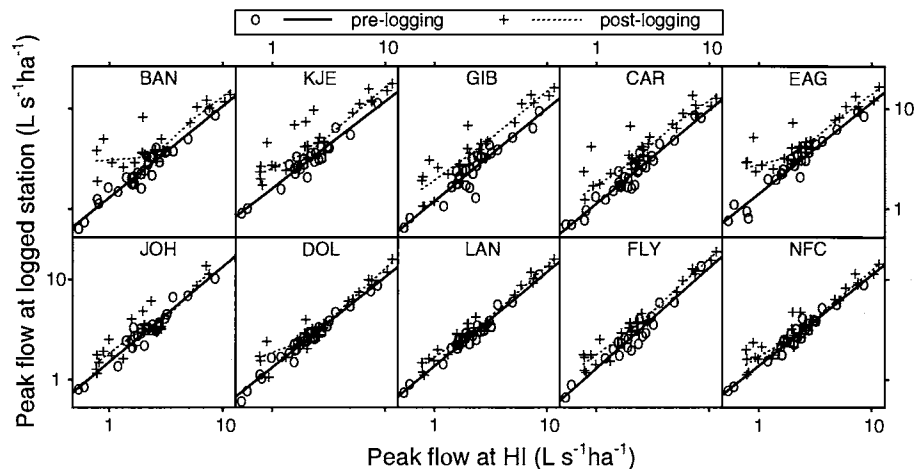 pre-logging post-logging
1 10 1 10
BAN KJE GIB CAR EAG
10
1
JOH DOL LAN FLY NFC
10
1
1 10 1 10 1 10
Peak flow at logged station (L s⁻¹ha⁻¹)
Peak flow at HI (L s⁻¹ha⁻¹)